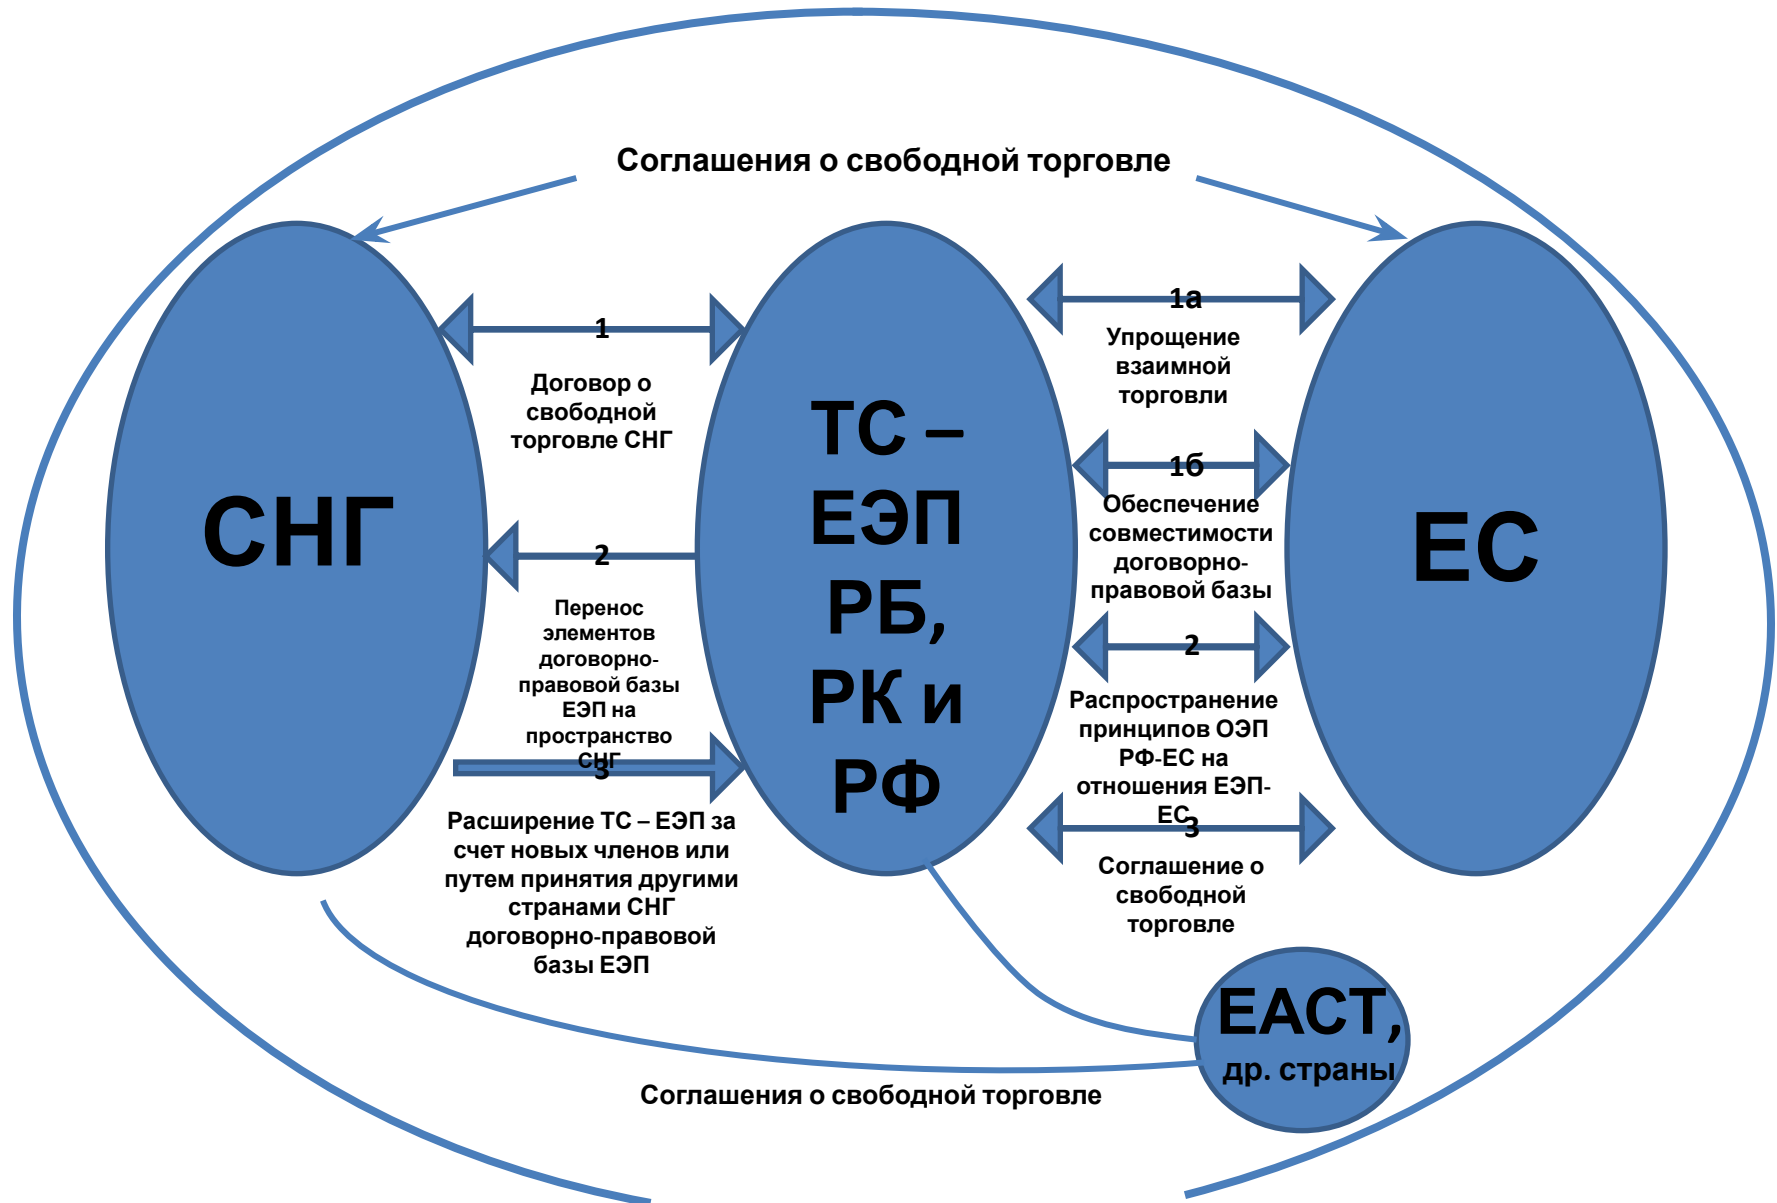 Соглашения о свободной торговле
СНГ
1
Договор о
свободной
торговле СНГ
2
Перенос
элементов
договорно-
правовой базы
ЕЭП на
пространство
СНГ
3
Расширение ТС – ЕЭП за
счет новых членов или
путем принятия другими
странами СНГ
договорно-правовой
базы ЕЭП
ТС –
ЕЭП
РБ,
РК и
РФ
1а
Упрощение
взаимной
торговли
1б
Обеспечение
совместимости
договорно-
правовой базы
2
Распространение
принципов ОЭП
РФ-ЕС на
отношения ЕЭП-
ЕС
3
Соглашение о
свободной
торговле
ЕС
ЕАСТ,
др. страны
Соглашения о свободной торговле